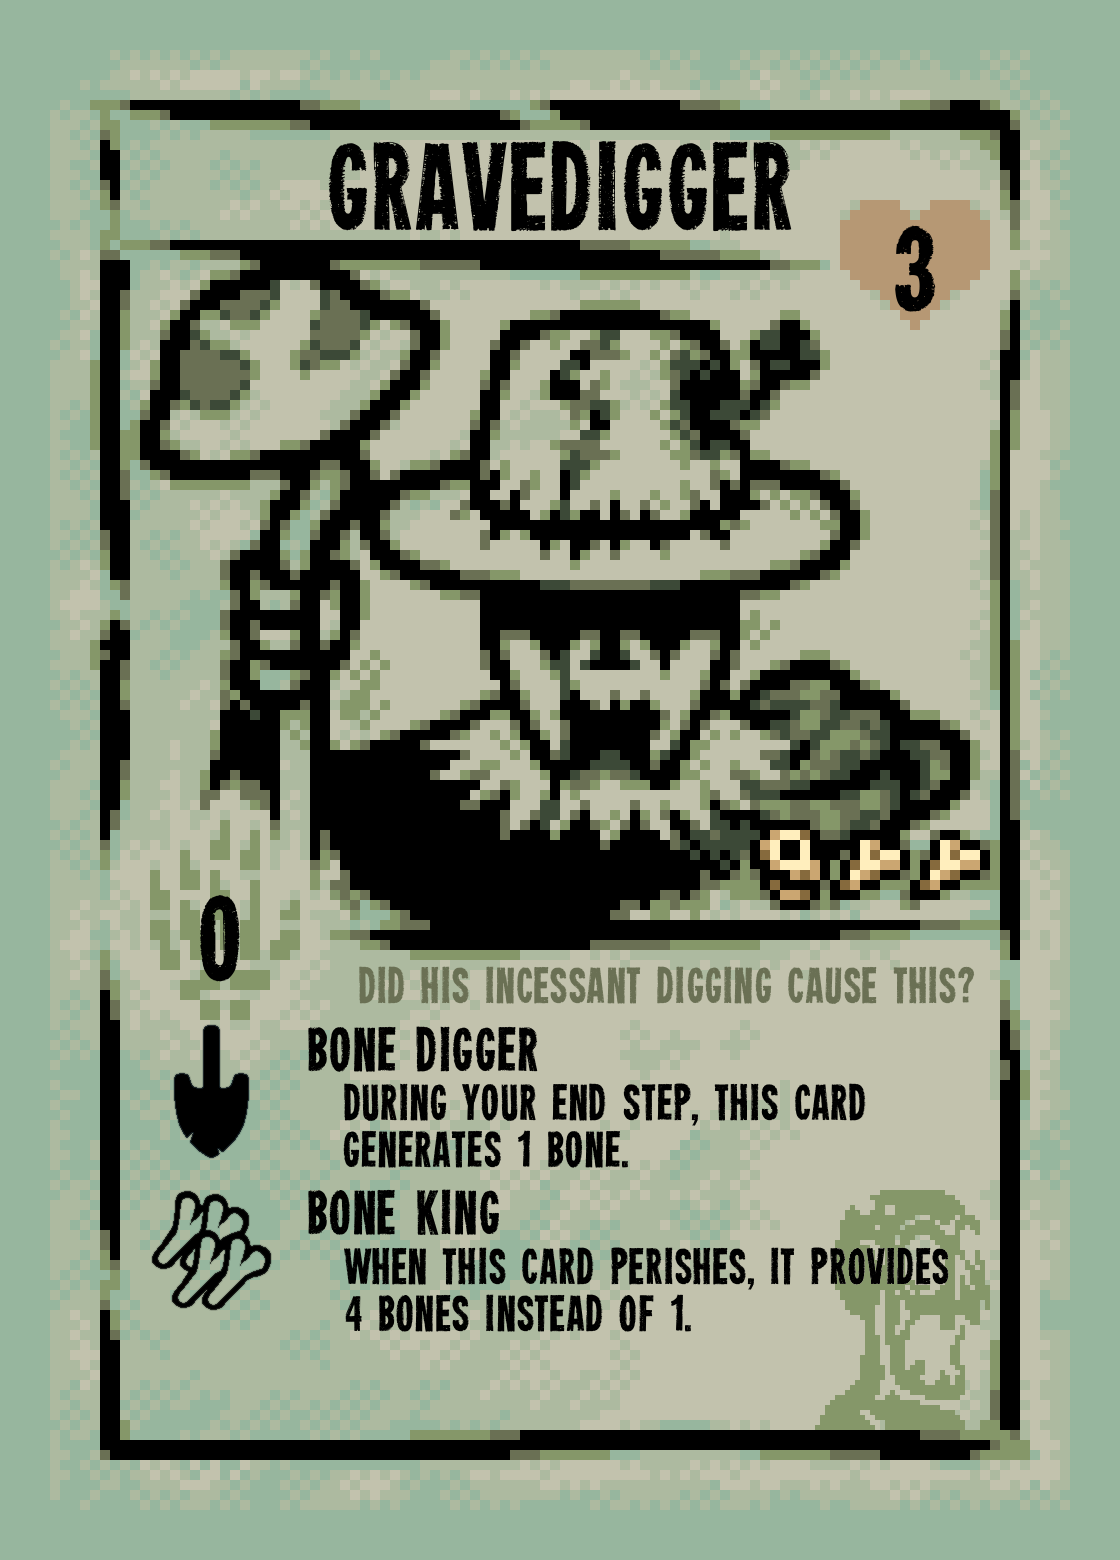 GRAVEDIGGER
3
0
DID HIS INCESSANT DIGGING CAUSE THIS?
BONE DIGGER
DURING YOUR END STEP, THIS CARD
GENERATES 1 BONE.
BONE KING
WHEN THIS CARD PERISHES, IT PROVIDES
4 BONES INSTEAD OF 1.